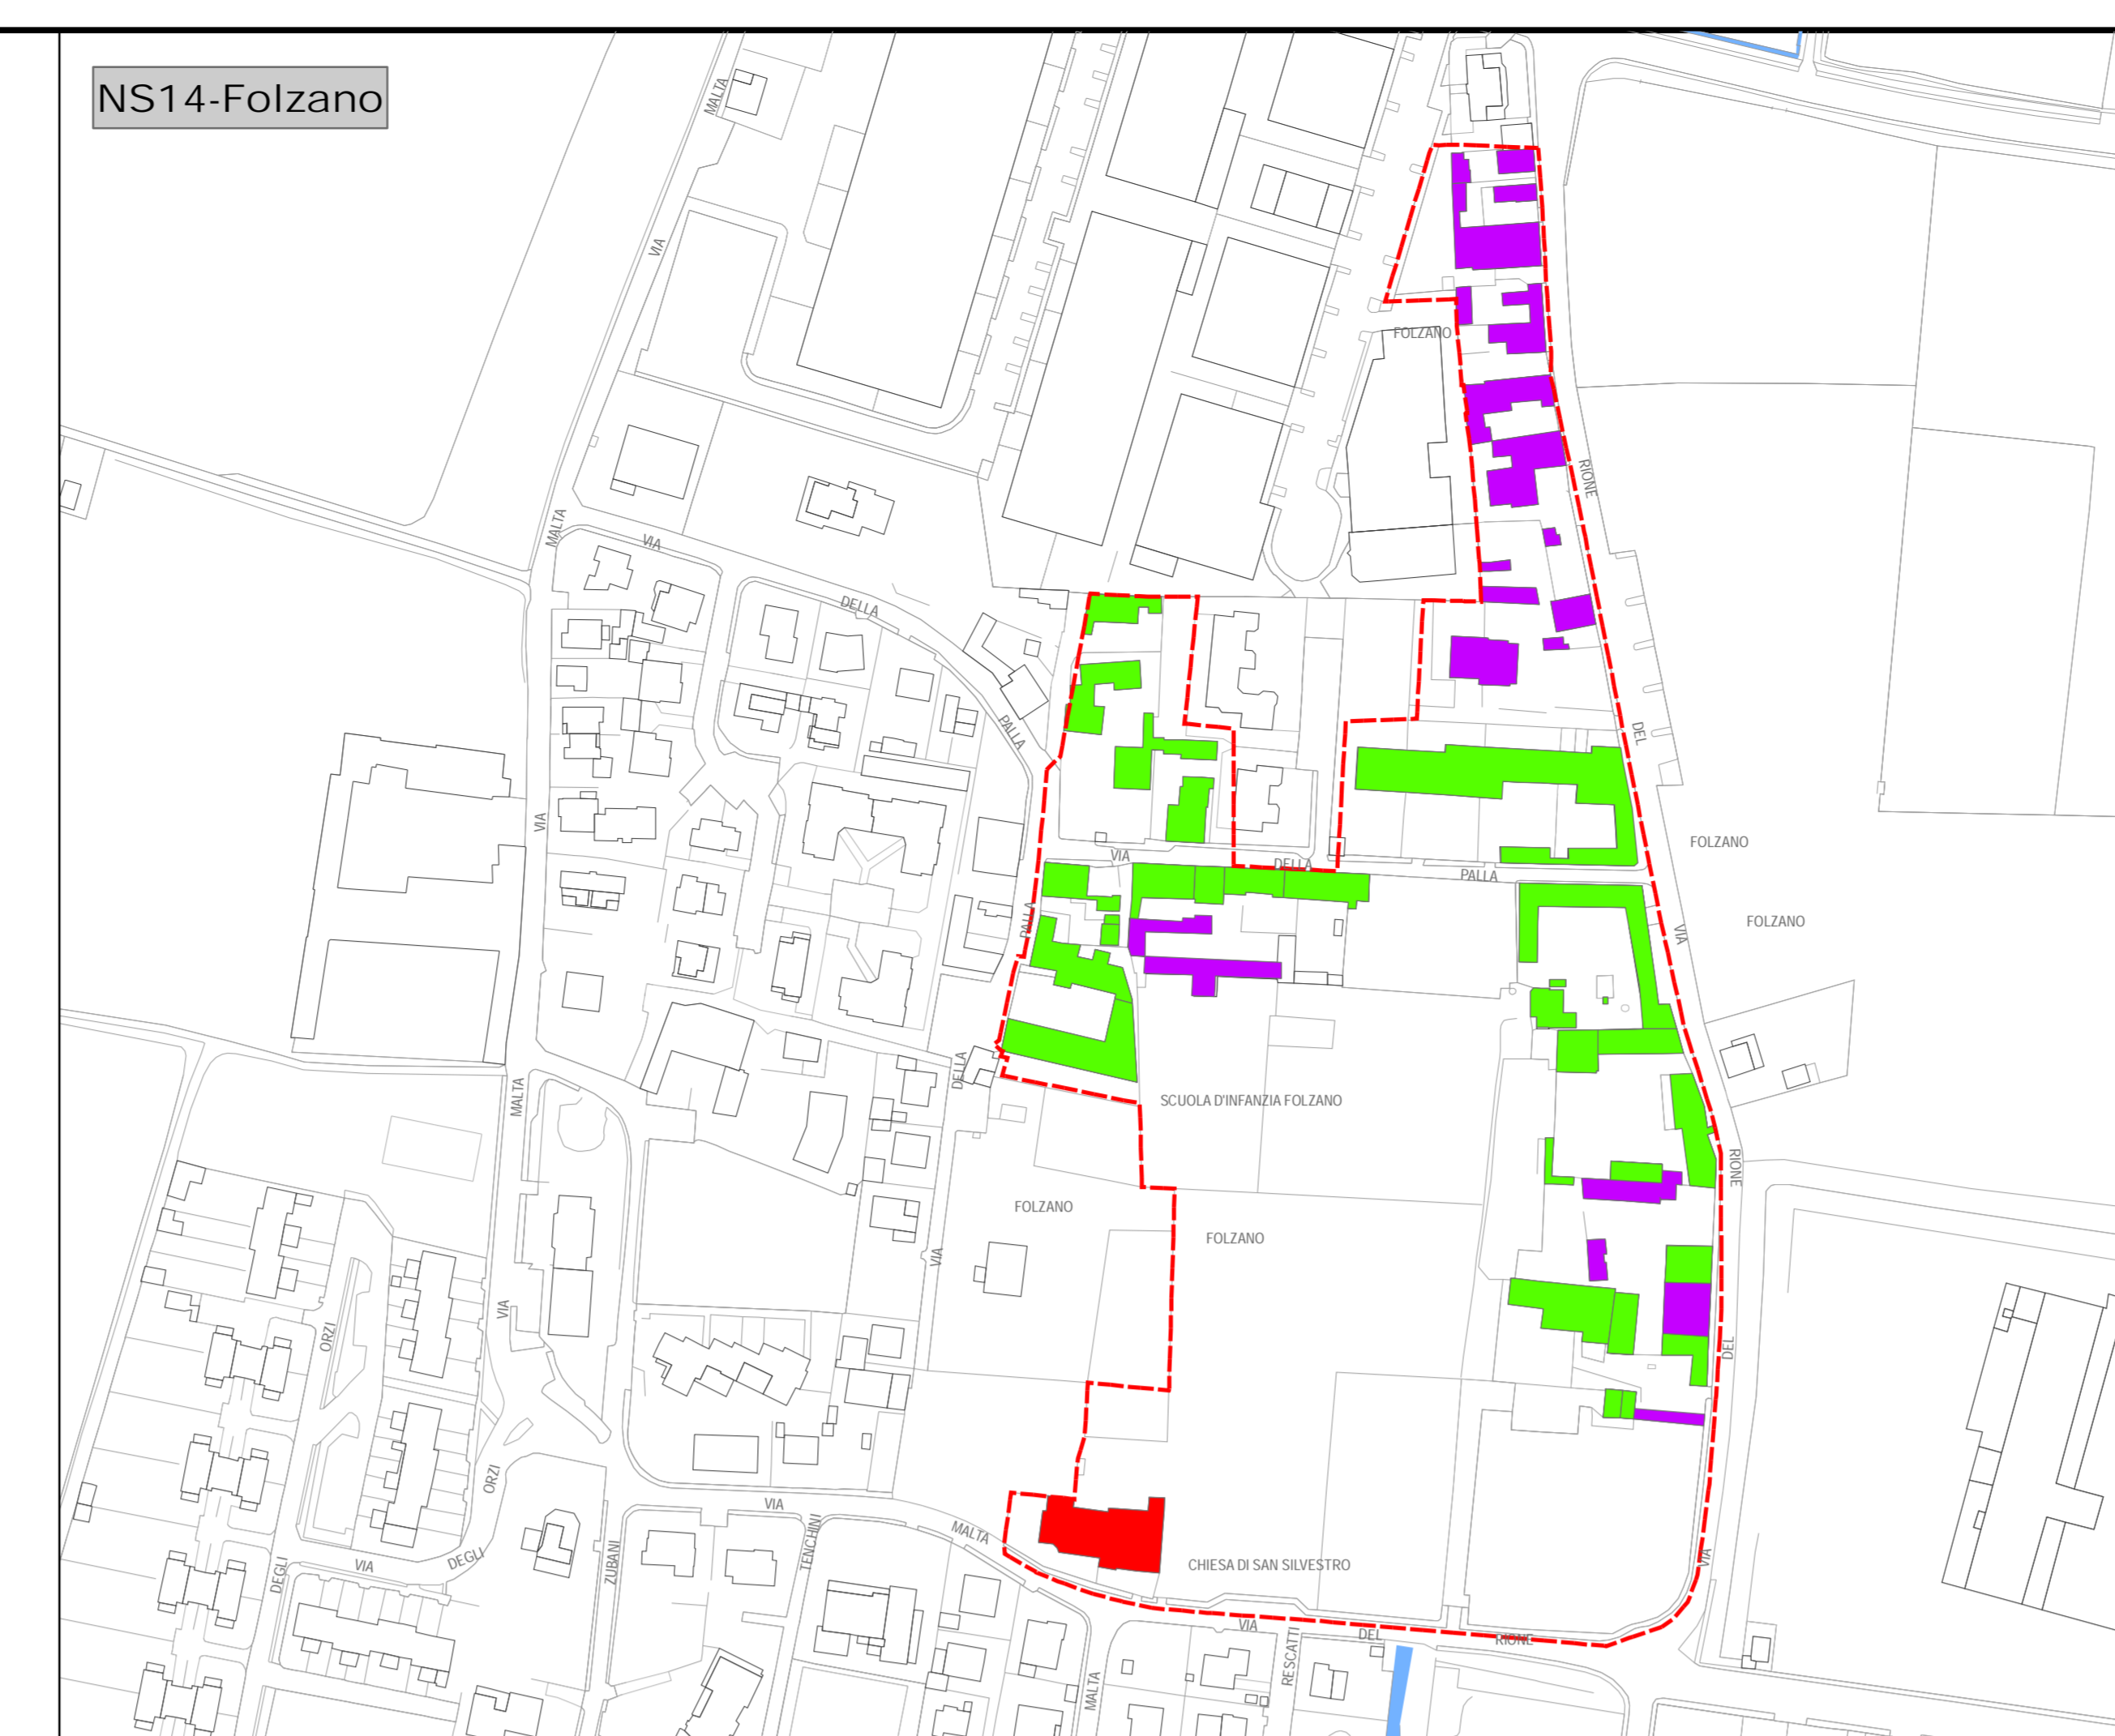 NS14-Folzano
MALTA
VIA
FOLZANO
RIONE
MALTA
VIA
DELLA
PALLA
DEL
VIA
VIA
DELLA
PALLA
FOLZANO
FOLZANO
PALLA
VIA
DELLA
MALTA
SCUOLA D'INFANZIA FOLZANO
RIONE
FOLZANO
FOLZANO
VIA
VIA
ORZI
DEL
ORZI
VIA
MALTA
TENCHINI
ZUBANI
VIA
DEGLI
DEGLI
CHIESA DI SAN SILVESTRO
VIA
VIA
DEL
RIONE
RESCATTI
MALTA